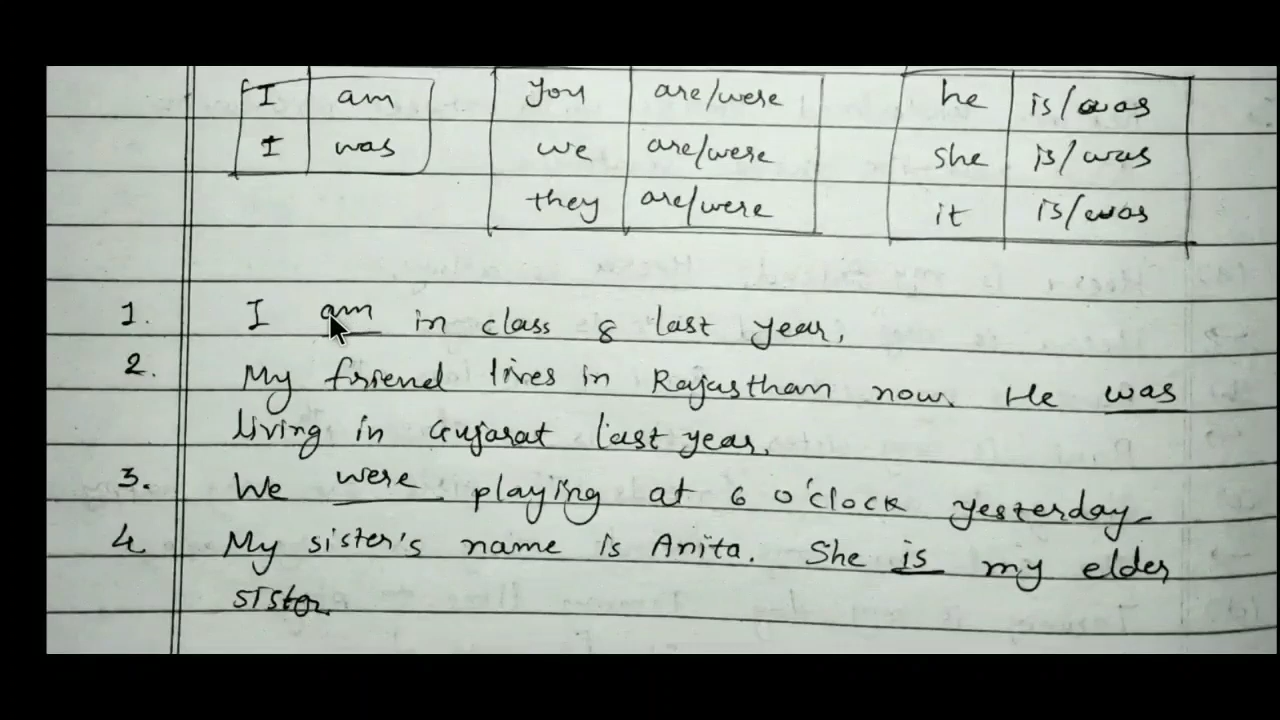 I am you are/were he is/was
I was we are/were she is/was
they are/were it is/was
1. I am in class 8 last year.
2. My friend lives in Rajasthan now. He was
living in Gujarat last year.
3. We were playing at 6 o'clock yesterday.
4. My sister's name is Anita. She is my elder
sister